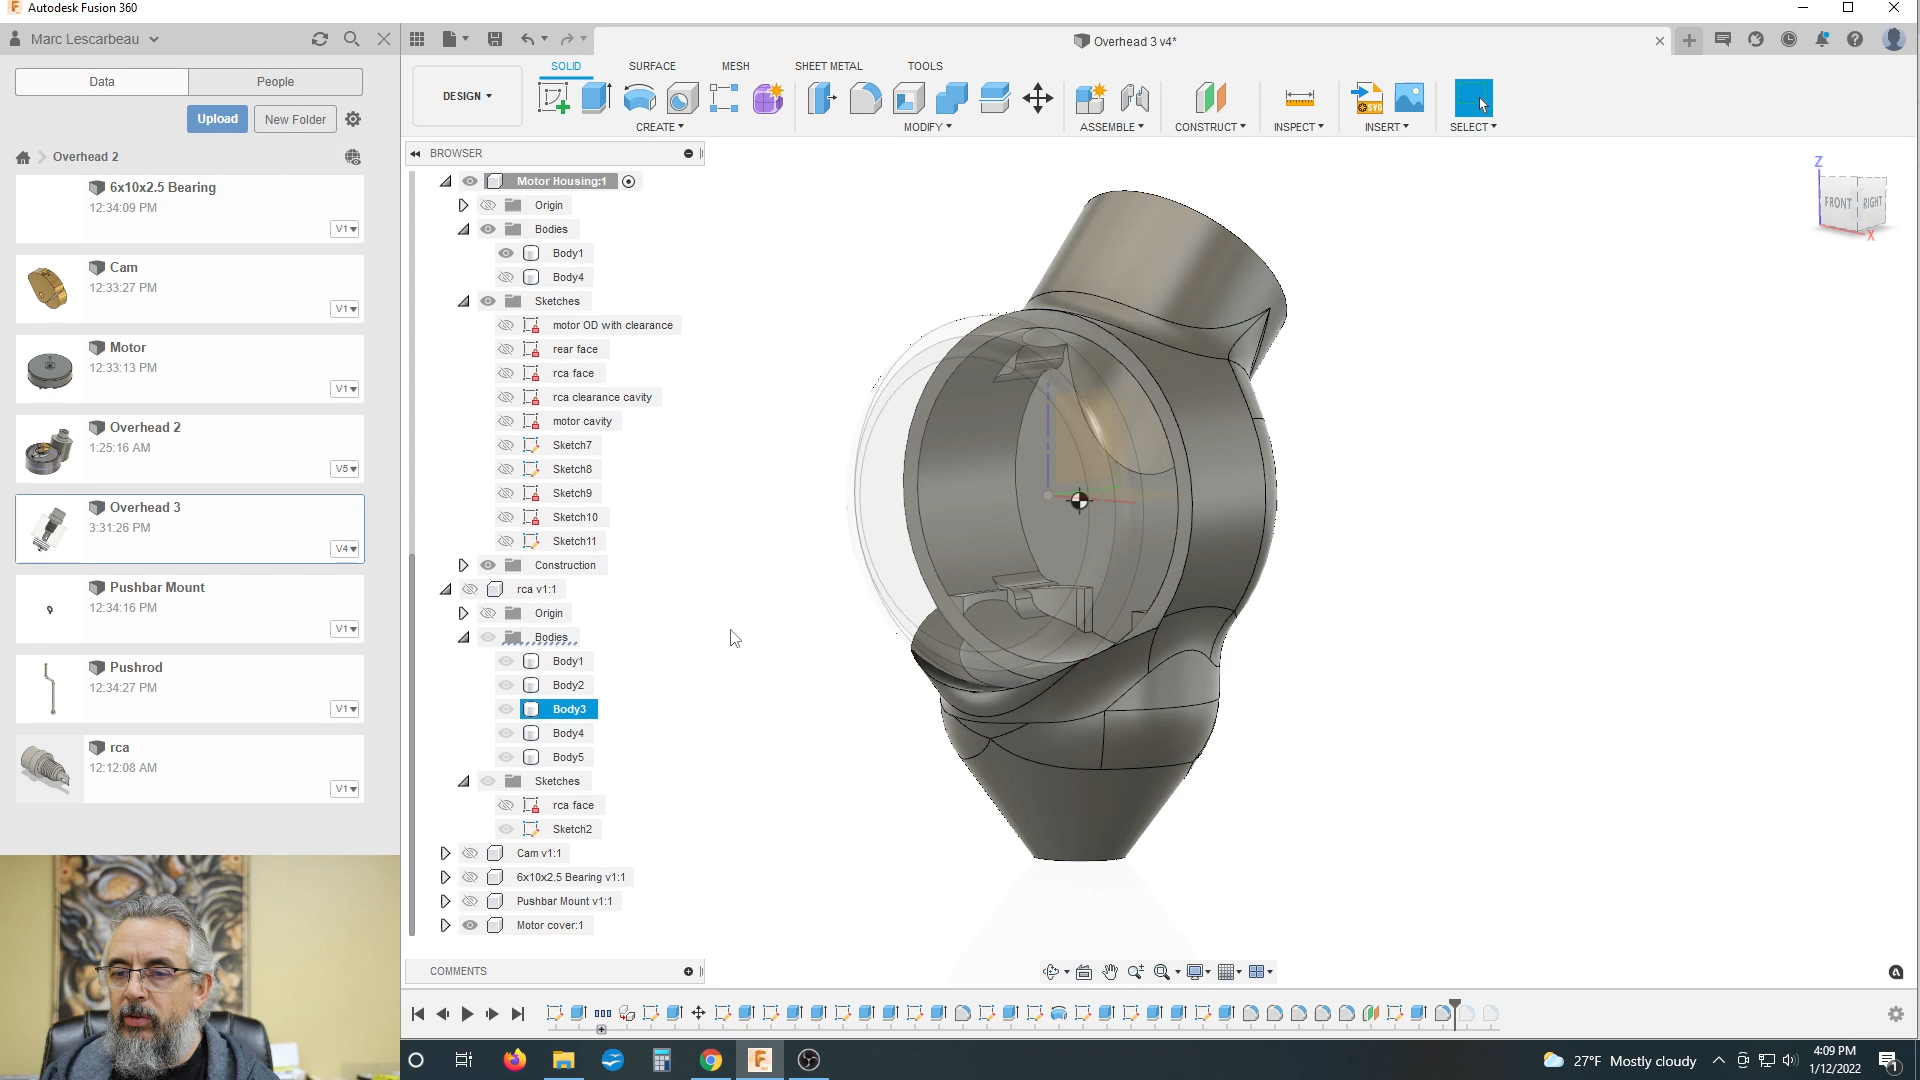 Autodesk Fusion 360
Marc Lescarbeau
Overhead 3 v4*
Data
People
Upload
New Folder
Overhead 2
6x10x2.5 Bearing
12:34:09 PM
V1
Cam
12:33:27 PM
V1
Motor
12:33:13 PM
V1
Overhead 2
1:25:16 AM
V5
Overhead 3
3:31:26 PM
V4
Pushbar Mount
12:34:16 PM
V1
Pushrod
12:34:27 PM
V1
rca
12:12:08 AM
V1
SOLID
SURFACE
MESH
SHEET METAL
TOOLS
DESIGN
CREATE
MODIFY
ASSEMBLE
CONSTRUCT
INSPECT
INSERT
SELECT
BROWSER
Motor Housing:1
Origin
Bodies
Body1
Body4
Sketches
motor OD with clearance
rear face
rca face
rca clearance cavity
motor cavity
Sketch7
Sketch8
Sketch9
Sketch10
Sketch11
Construction
rca v1:1
Origin
Bodies
Body1
Body2
Body3
Body4
Body5
Sketches
rca face
Sketch2
Cam v1:1
6x10x2.5 Bearing v1:1
Pushbar Mount v1:1
Motor cover:1
COMMENTS
Z
FRONT
RIGHT
X
27°F Mostly cloudy
4:09 PM
1/12/2022
1